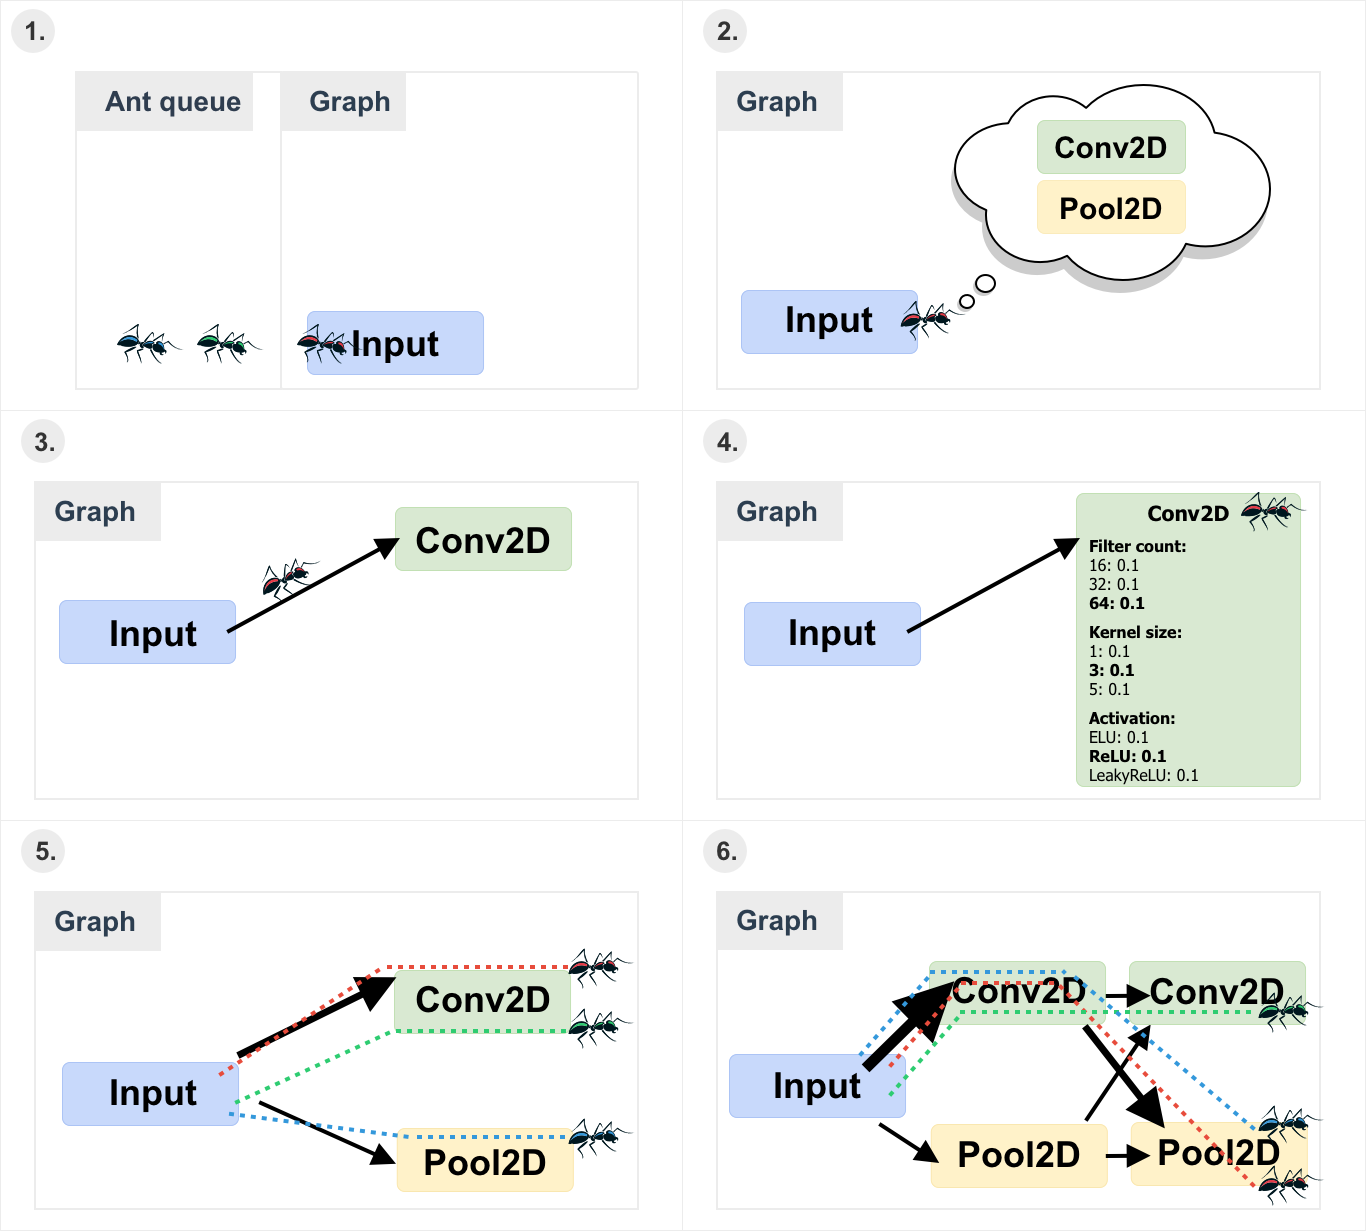 1.
Ant queue
Graph
Input
2.
Graph
Conv2D
Pool2D
Input
3.
Graph
Conv2D
Input
4.
Graph
Input
Conv2D
Filter count:
16: 0.1
32: 0.1
64: 0.1
Kernel size:
1: 0.1
3: 0.1
5: 0.1
Activation:
ELU: 0.1
ReLU: 0.1
LeakyReLU: 0.1
5.
Graph
Conv2D
Input
Pool2D
6.
Graph
Conv2D
Conv2D
Input
Pool2D
Pool2D